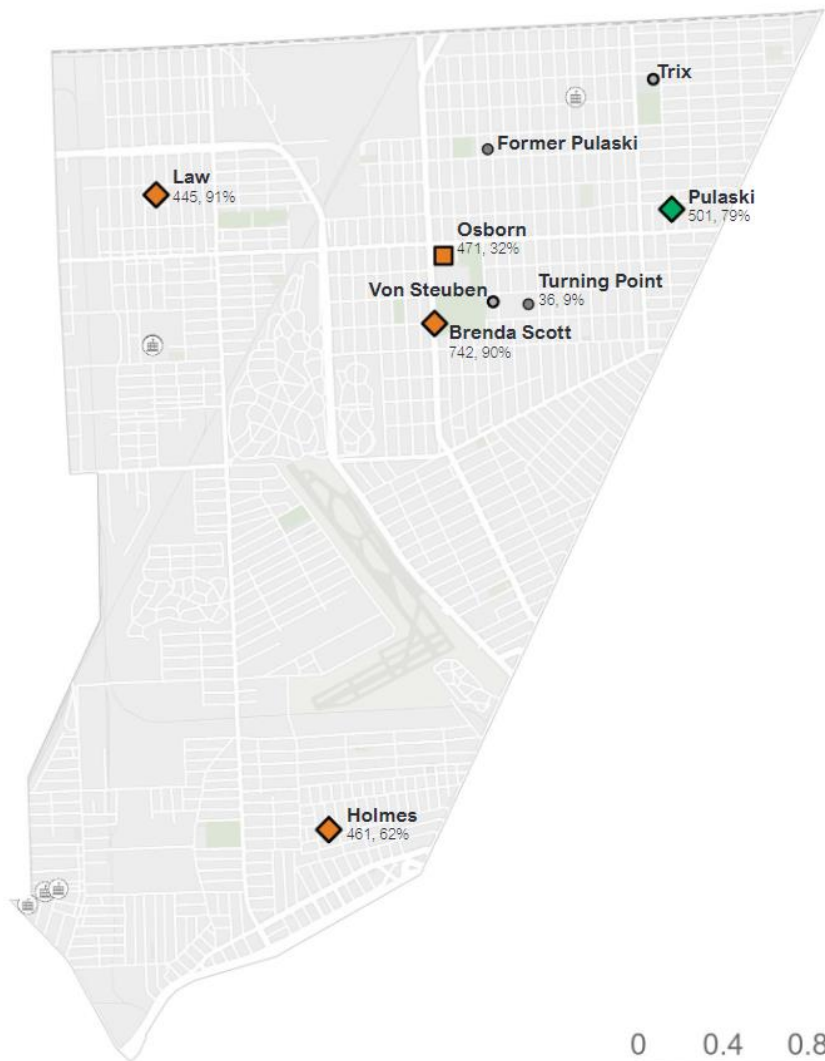 Trix
Former Pulaski
Law
445, 91%
Pulaski
501, 79%
Osborn
471, 32%
Von Steuben
Turning Point
36, 9%
Brenda Scott
742, 90%
Holmes
461, 62%
0 0.4 0.8